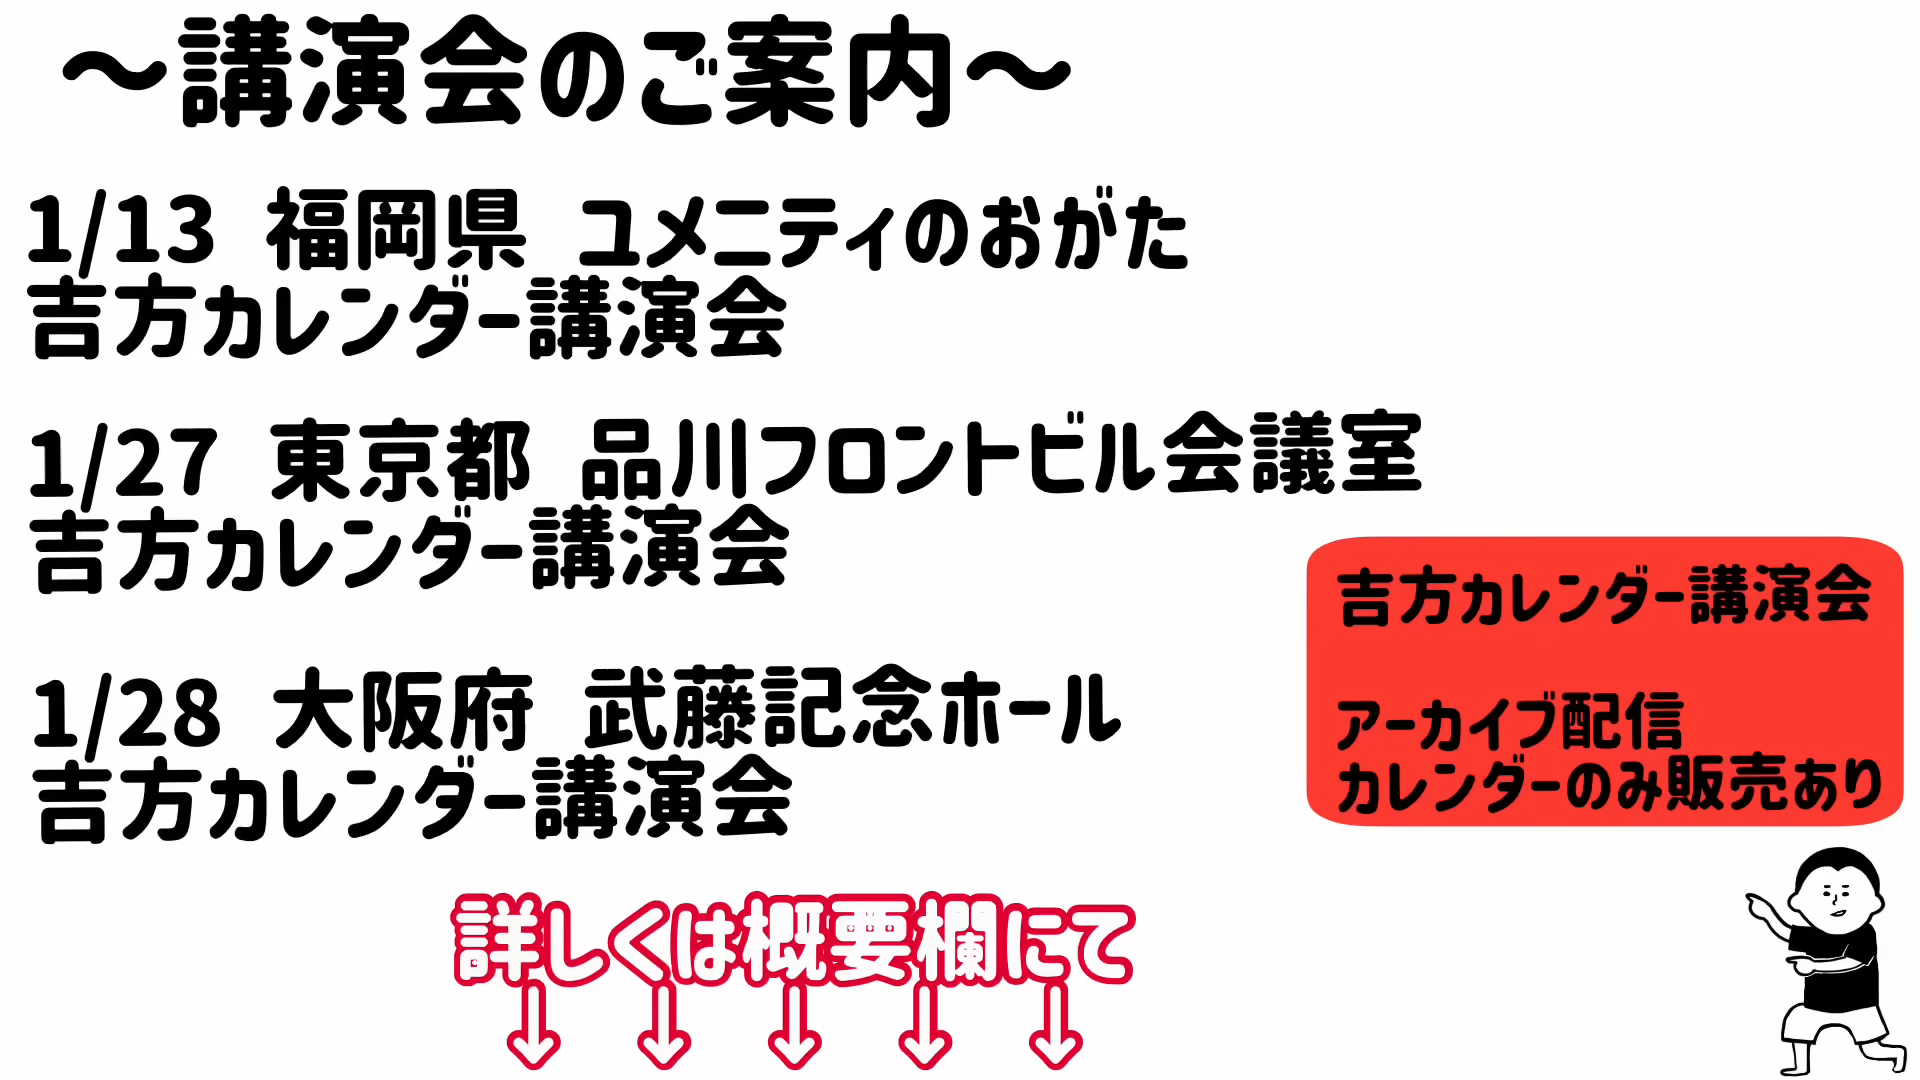 ～講演会のご案内～
1/13 福岡県 ユメニティのおがた
吉方カレンダー講演会
1/27 東京都 品川フロントビル会議室
吉方カレンダー講演会
1/28 大阪府 武藤記念ホール
吉方カレンダー講演会
吉方カレンダー講演会
アーカイブ配信
カレンダーのみ販売あり
詳しくは概要欄にて
↓ ↓ ↓ ↓ ↓